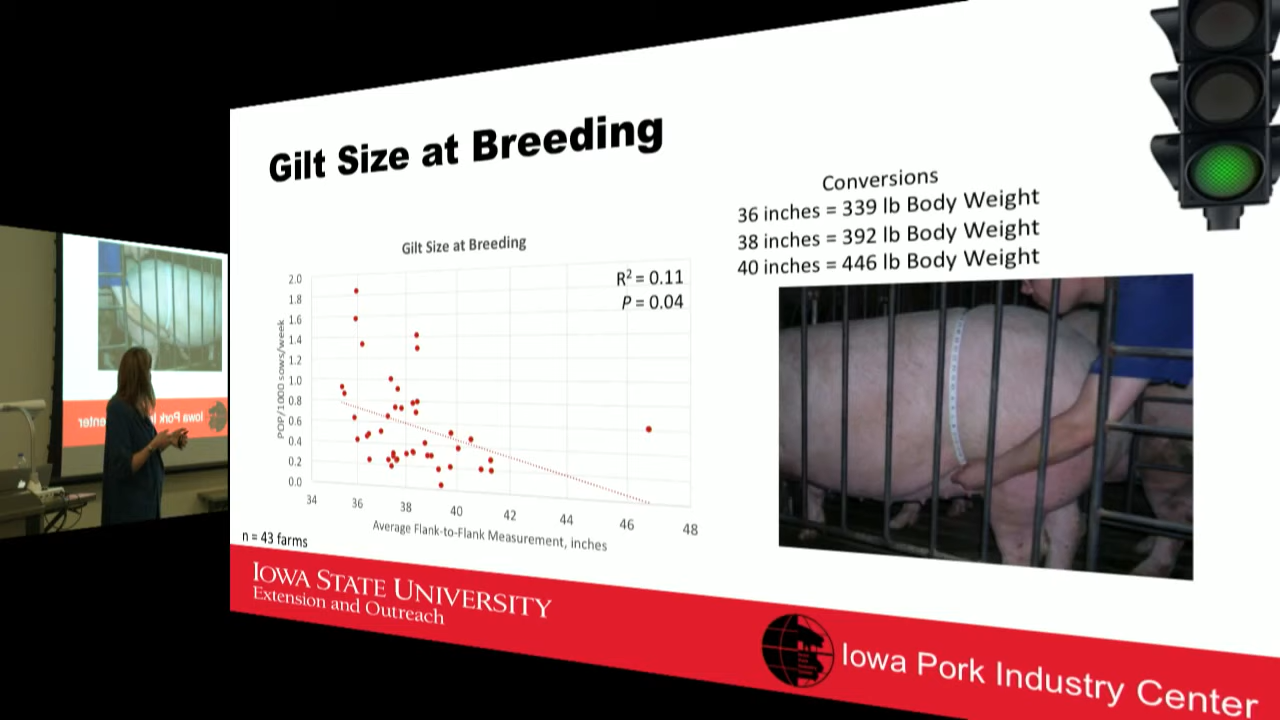 Gilt Size at Breeding
Conversions
36 inches = 339 lb Body Weight
38 inches = 392 lb Body Weight
40 inches = 446 lb Body Weight
Gilt Size at Breeding
R² = 0.11
P = 0.04
2.0
1.8
1.6
1.4
1.2
1.0
0.8
0.6
0.4
0.2
0.0
POP/1000 sows/week
34 36 38 40 42 44 46 48
Average Flank-to-Flank Measurement, inches
n = 43 farms
IOWA STATE UNIVERSITY
Extension and Outreach
Iowa Pork Industry Center